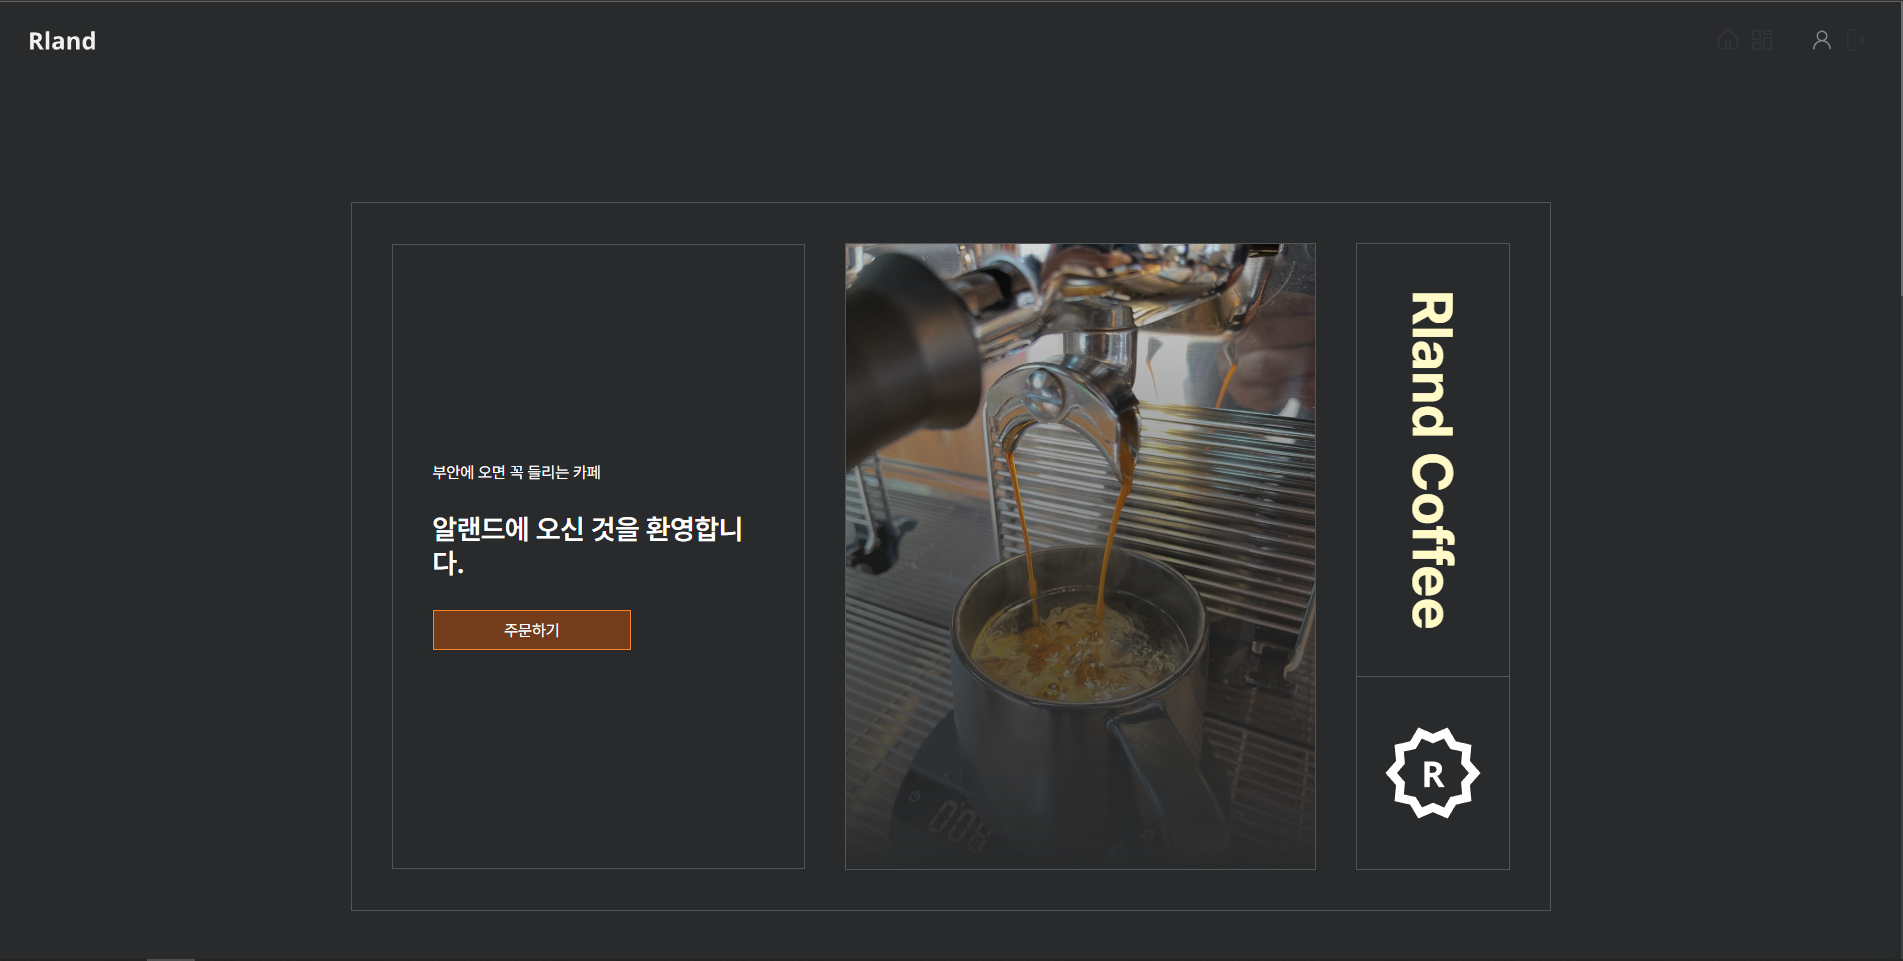 Rland
부안에 오면 꼭 들리는 카페
알랜드에 오신 것을 환영합니
다.
주문하기
Rland Coffee
R